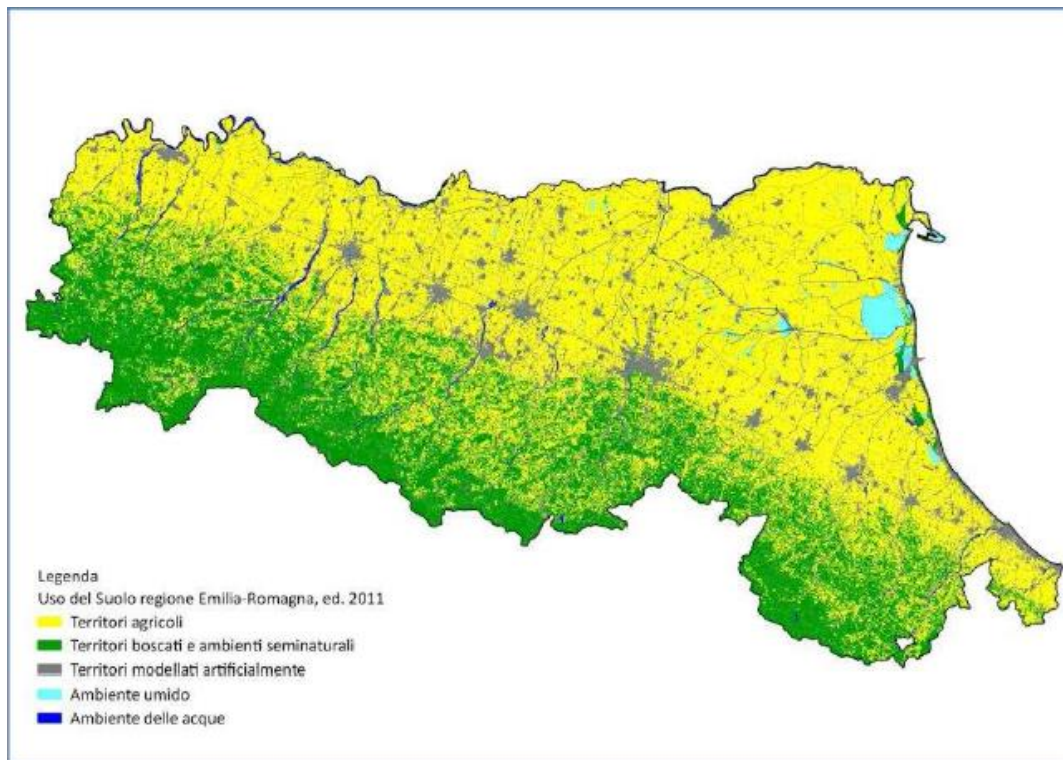 Legenda
Uso del Suolo regione Emilia-Romagna, ed. 2011
Territori agricoli
Territori boscati e ambienti seminaturali
Territori modellati artificialmente
Ambiente umido
Ambiente delle acque